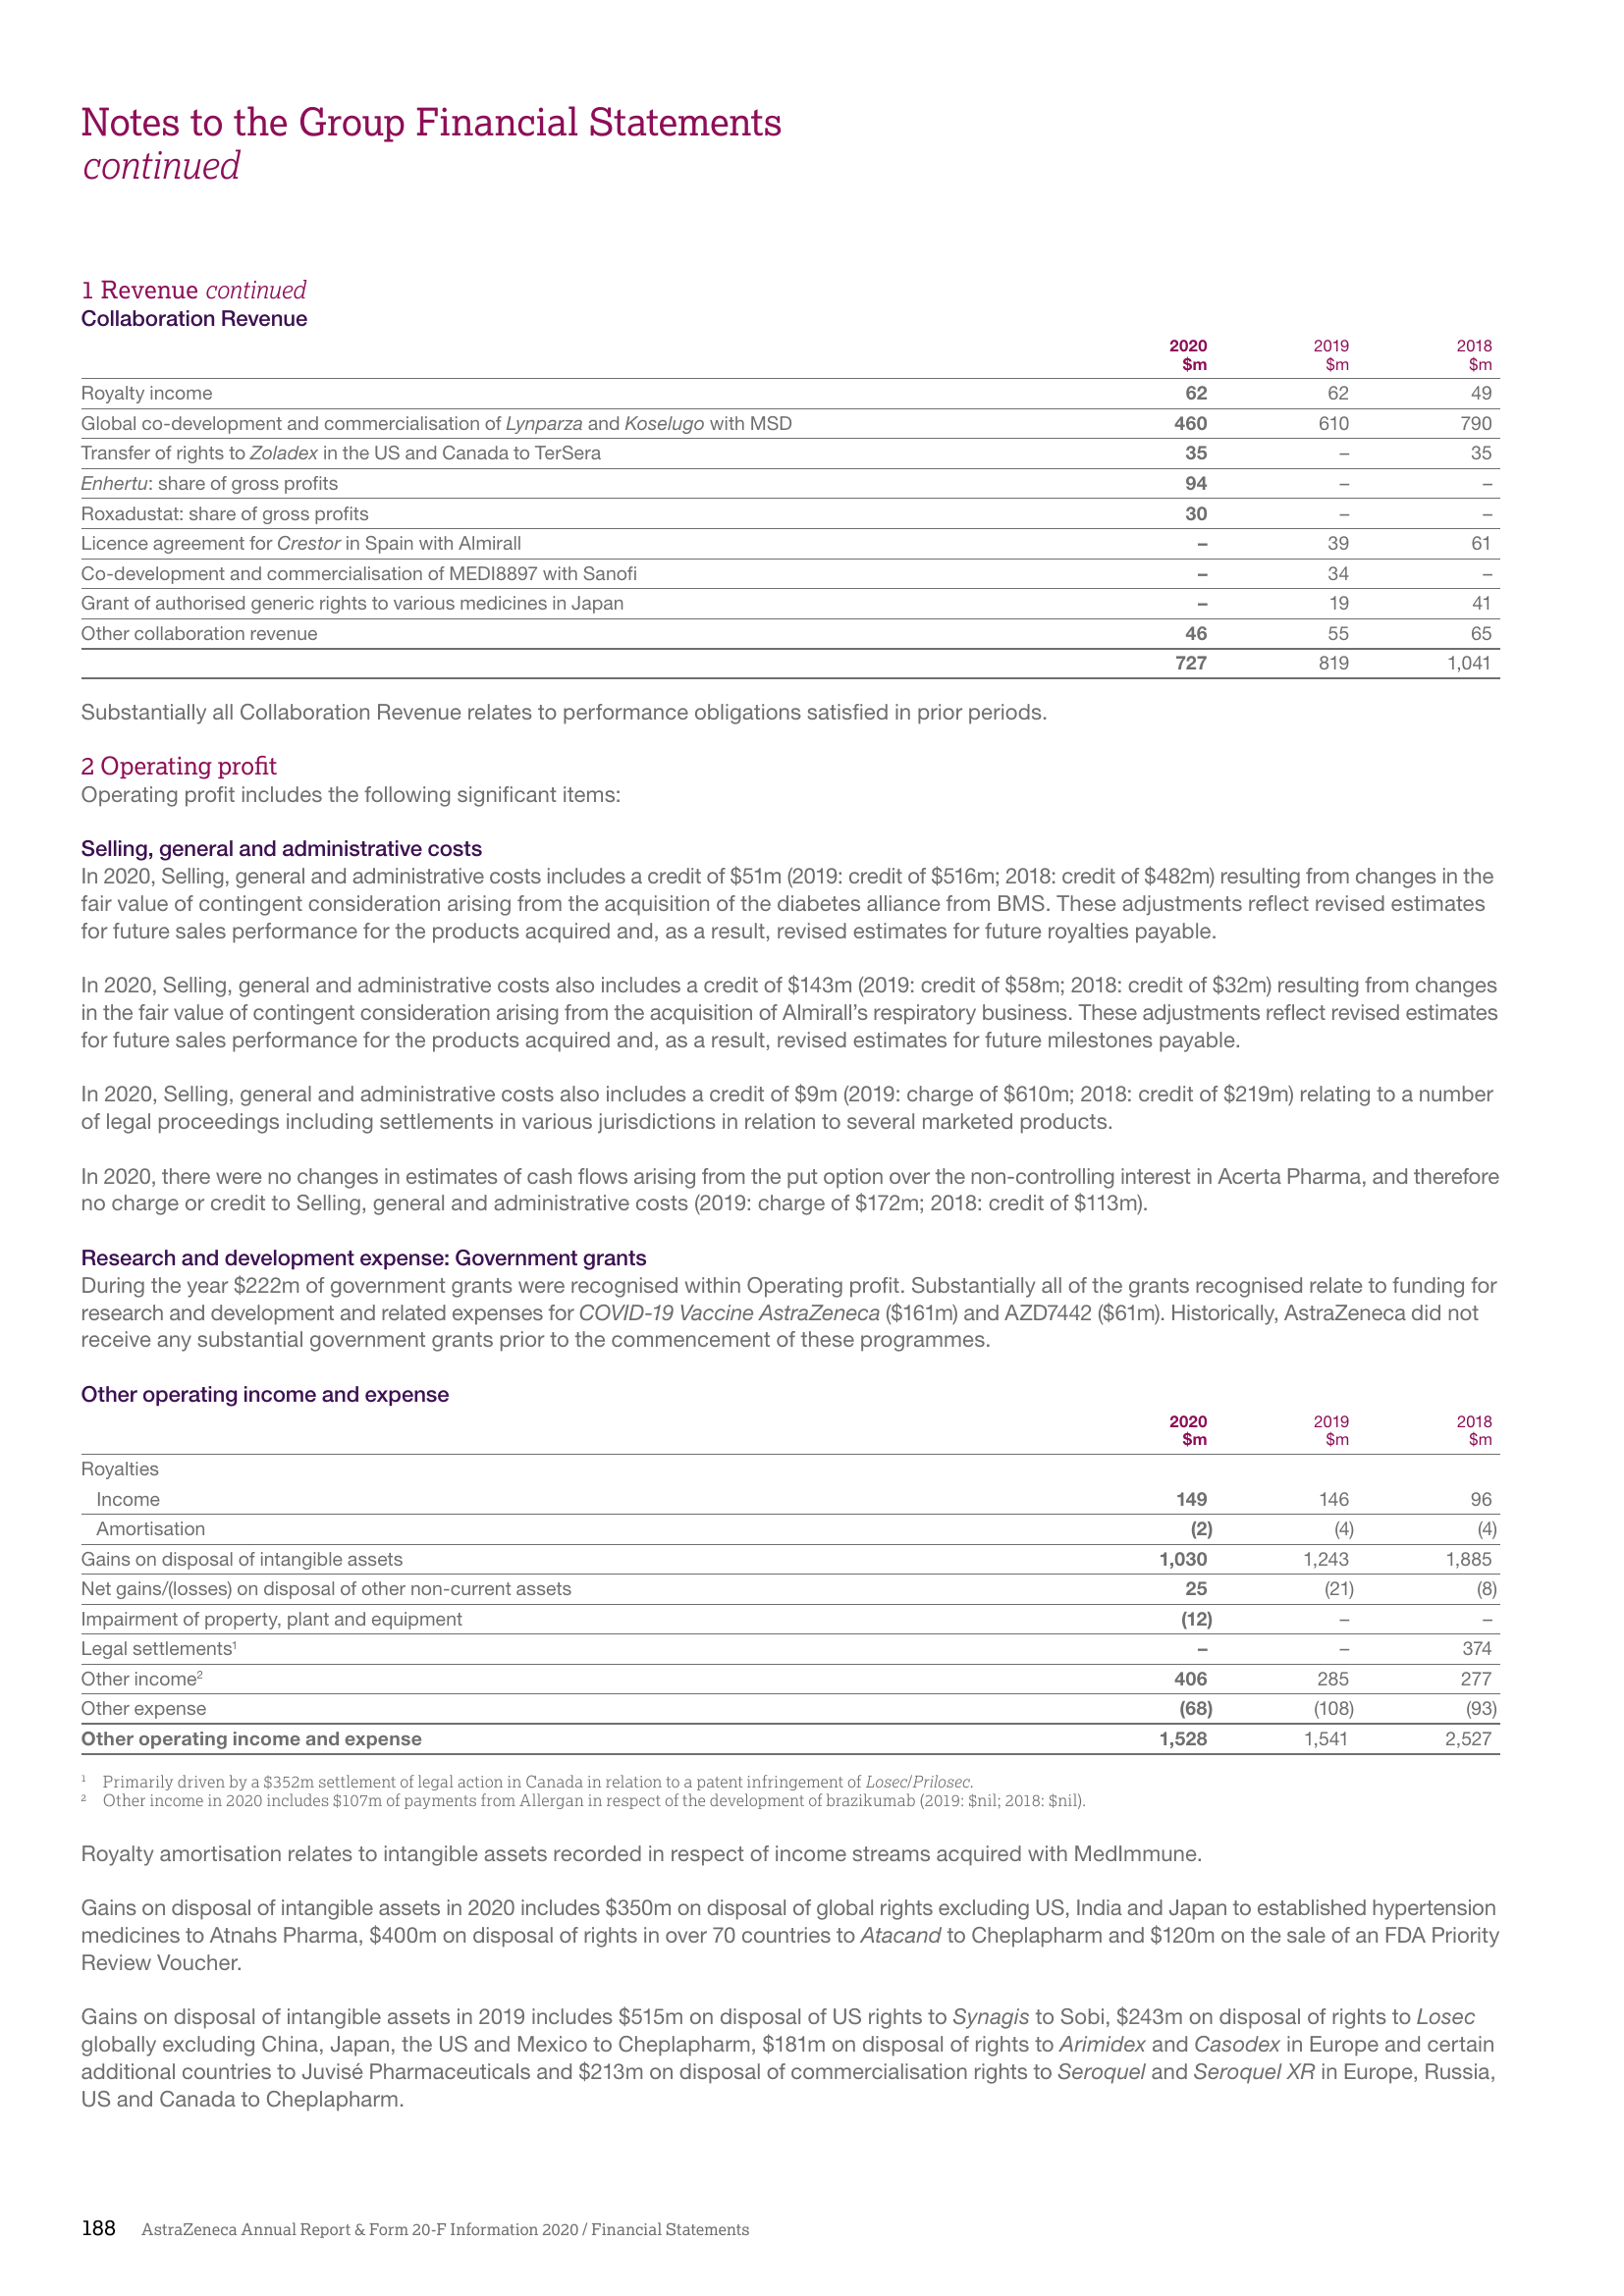 Notes to the Group Financial Statements
continued
1 Revenue continued
Collaboration Revenue
2020 2019 2018
$m $m $m
Royalty income 62 62 49
Global co-development and commercialisation of Lynparza and Koselugo with MSD 460 610 790
Transfer of rights to Zoladex in the US and Canada to TerSera 35 – 35
Enhertu: share of gross profits 94 – –
Roxadustat: share of gross profits 30 – –
Licence agreement for Crestor in Spain with Almirall – 39 61
Co-development and commercialisation of MEDI8897 with Sanofi – 34 –
Grant of authorised generic rights to various medicines in Japan – 19 41
Other collaboration revenue 46 55 65
727 819 1,041
Substantially all Collaboration Revenue relates to performance obligations satisfied in prior periods.
2 Operating profit
Operating profit includes the following significant items:
Selling, general and administrative costs
In 2020, Selling, general and administrative costs includes a credit of $51m (2019: credit of $516m; 2018: credit of $482m) resulting from changes in the
fair value of contingent consideration arising from the acquisition of the diabetes alliance from BMS. These adjustments reflect revised estimates
for future sales performance for the products acquired and, as a result, revised estimates for future royalties payable.
In 2020, Selling, general and administrative costs also includes a credit of $143m (2019: credit of $58m; 2018: credit of $32m) resulting from changes
in the fair value of contingent consideration arising from the acquisition of Almirall’s respiratory business. These adjustments reflect revised estimates
for future sales performance for the products acquired and, as a result, revised estimates for future milestones payable.
In 2020, Selling, general and administrative costs also includes a credit of $9m (2019: charge of $610m; 2018: credit of $219m) relating to a number
of legal proceedings including settlements in various jurisdictions in relation to several marketed products.
In 2020, there were no changes in estimates of cash flows arising from the put option over the non-controlling interest in Acerta Pharma, and therefore
no charge or credit to Selling, general and administrative costs (2019: charge of $172m; 2018: credit of $113m).
Research and development expense: Government grants
During the year $222m of government grants were recognised within Operating profit. Substantially all of the grants recognised relate to funding for
research and development and related expenses for COVID-19 Vaccine AstraZeneca ($161m) and AZD7442 ($61m). Historically, AstraZeneca did not
receive any substantial government grants prior to the commencement of these programmes.
Other operating income and expense
2020 2019 2018
$m $m $m
Royalties
Income 149 146 96
Amortisation (2) (4) (4)
Gains on disposal of intangible assets 1,030 1,243 1,885
Net gains/(losses) on disposal of other non-current assets 25 (21) (8)
Impairment of property, plant and equipment (12) – –
Legal settlements¹ – – 374
Other income² 406 285 277
Other expense (68) (108) (93)
Other operating income and expense 1,528 1,541 2,527
¹ Primarily driven by a $352m settlement of legal action in Canada in relation to a patent infringement of Losec/Prilosec.
² Other income in 2020 includes $107m of payments from Allergan in respect of the development of brazikumab (2019: $nil; 2018: $nil).
Royalty amortisation relates to intangible assets recorded in respect of income streams acquired with MedImmune.
Gains on disposal of intangible assets in 2020 includes $350m on disposal of global rights excluding US, India and Japan to established hypertension
medicines to Atnahs Pharma, $400m on disposal of rights in over 70 countries to Atacand to Cheplapharm and $120m on the sale of an FDA Priority
Review Voucher.
Gains on disposal of intangible assets in 2019 includes $515m on disposal of US rights to Synagis to Sobi, $243m on disposal of rights to Losec
globally excluding China, Japan, the US and Mexico to Cheplapharm, $181m on disposal of rights to Arimidex and Casodex in Europe and certain
additional countries to Juvisé Pharmaceuticals and $213m on disposal of commercialisation rights to Seroquel and Seroquel XR in Europe, Russia,
US and Canada to Cheplapharm.
188 AstraZeneca Annual Report & Form 20-F Information 2020 / Financial Statements